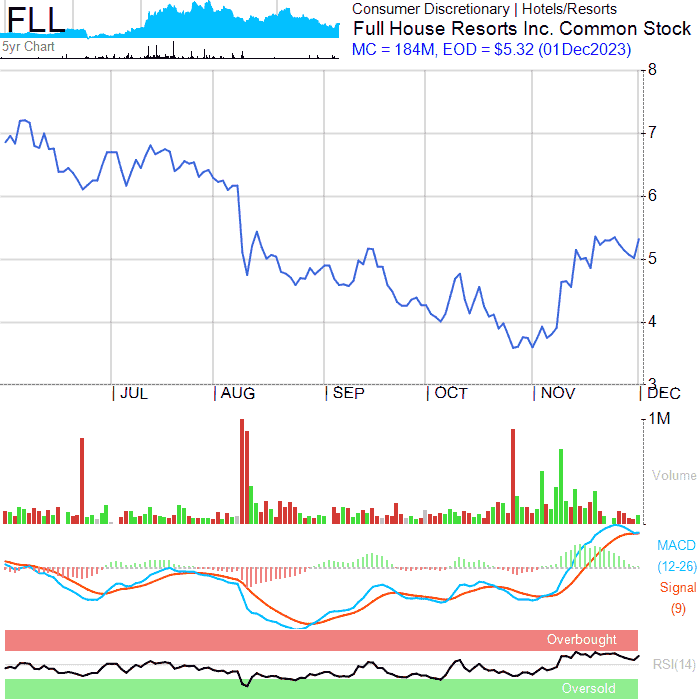 FLL
5yr Chart
Consumer Discretionary | Hotels/Resorts
Full House Resorts Inc. Common Stock
MC = 184M, EOD = $5.32 (01Dec2023)
8
7
6
5
4
3
JUL AUG SEP OCT NOV DEC
1M
Volume
MACD
(12-26)
Signal
(9)
Overbought
RSI(14)
Oversold